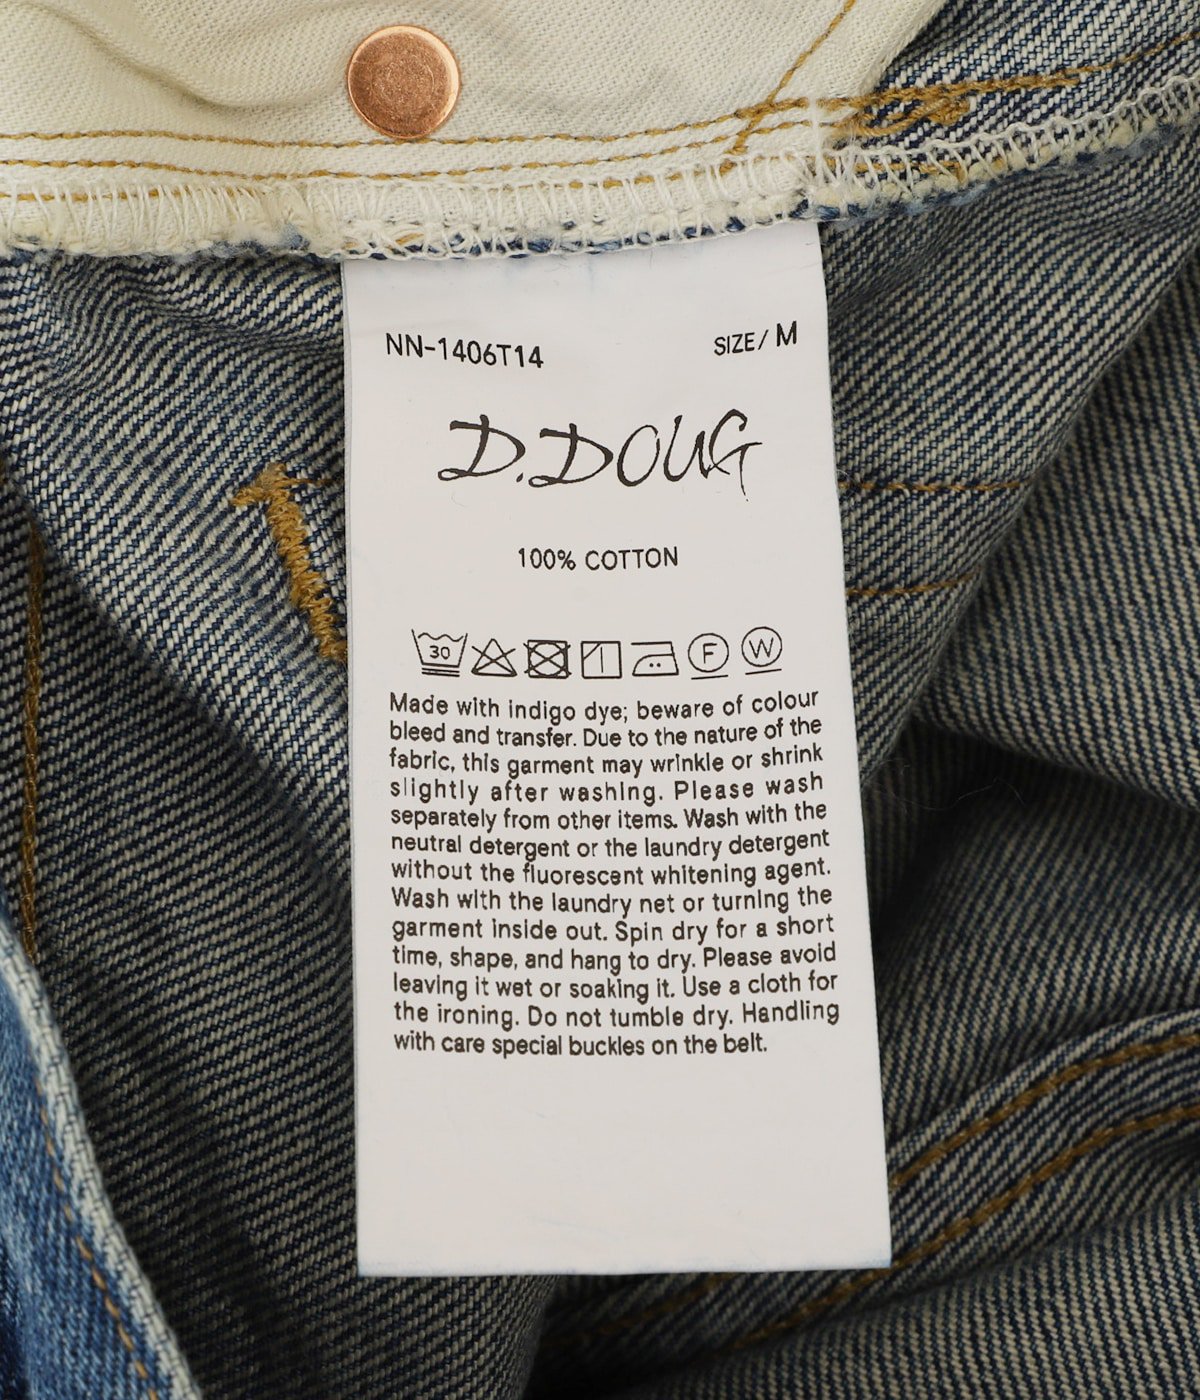 NN-1406T14 SIZE/ M
D.DOUG
100% COTTON
30 F W
Made with indigo dye; beware of colour
bleed and transfer. Due to the nature of the
fabric, this garment may wrinkle or shrink
slightly after washing. Please wash
separately from other items. Wash with the
neutral detergent or the laundry detergent
without the fluorescent whitening agent.
Wash with the laundry net or turning the
garment inside out. Spin dry for a short
time, shape, and hang to dry. Please avoid
leaving it wet or soaking it. Use a cloth for
the ironing. Do not tumble dry. Handling
with care special buckles on the belt.